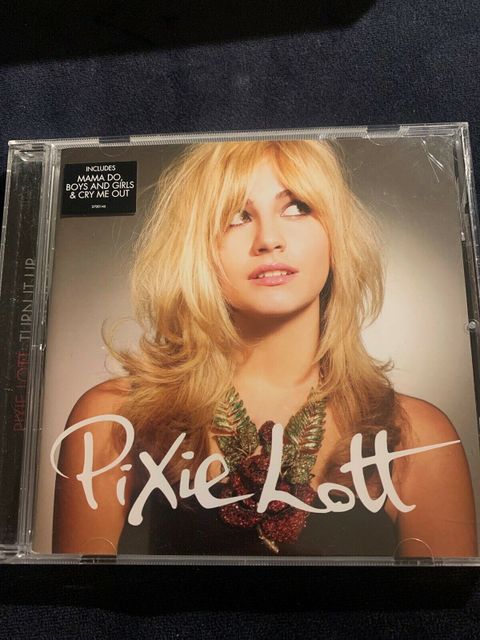 INCLUDES
MAMA DO,
BOYS AND GIRLS
& CRY ME OUT
Pixie Lott
PIXIE LOTT TURN IT UP